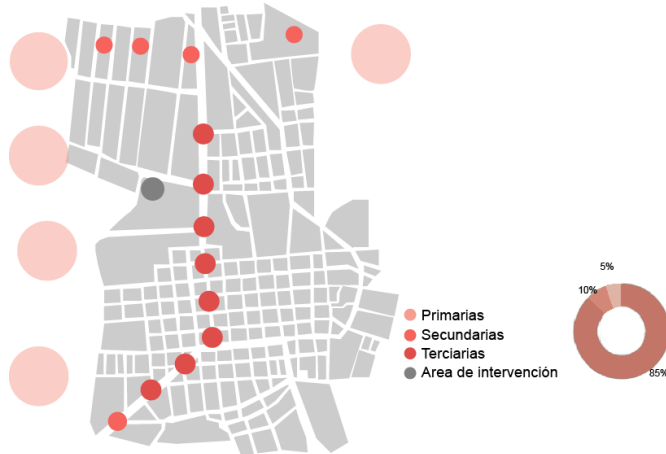 Primarias
Secundarias
Terciarias
Area de intervención
5%
10%
85%